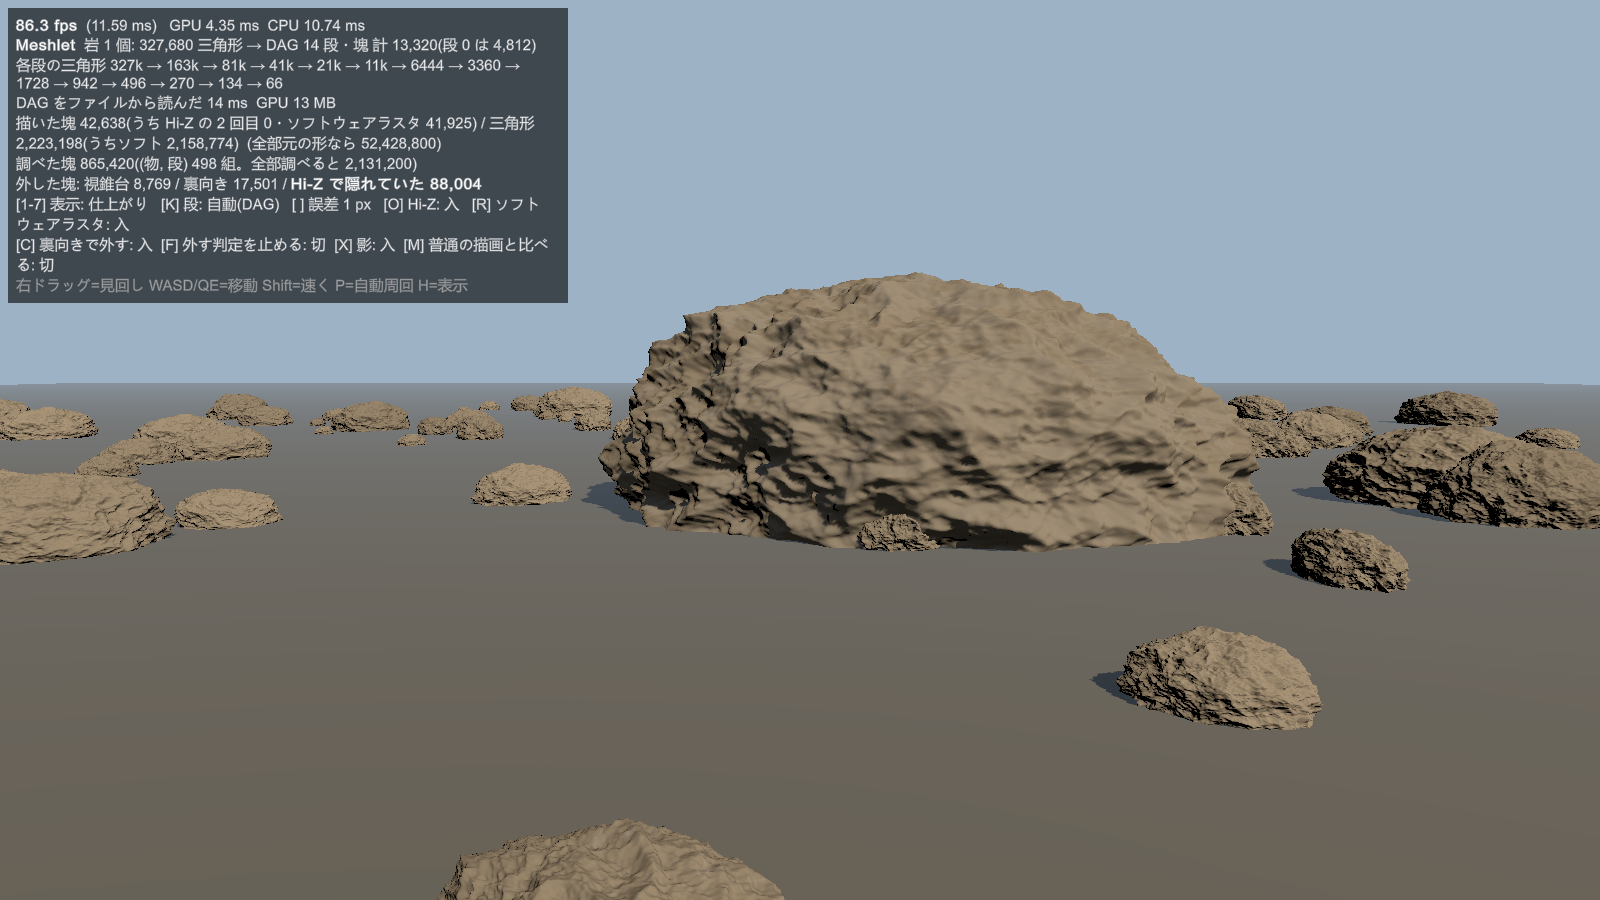 86.3 fps (11.59 ms) GPU 4.35 ms CPU 10.74 ms
Meshlet 岩 1 個: 327,680 三角形 → DAG 14 段・塊 計 13,320(段 0 は 4,812)
各段の三角形 327k → 163k → 81k → 41k → 21k → 11k → 6444 → 3360 →
1728 → 942 → 496 → 270 → 134 → 66
DAG をファイルから読んだ 14 ms GPU 13 MB
描いた塊 42,638(うち Hi-Z の 2 回目 0・ソフトウェアラスタ 41,925) / 三角形
2,223,198(うちソフト 2,158,774) (全部元の形なら 52,428,800)
調べた塊 865,420((物, 段) 498 組。全部調べると 2,131,200)
外した塊: 視錐台 8,769 / 裏向き 17,501 / Hi-Z で隠れていた 88,004
[1-7] 表示: 仕上がり [K] 段: 自動(DAG) [ ] 誤差 1 px [O] Hi-Z: 入 [R] ソフト
ウェアラスタ: 入
[C] 裏向きで外す: 入 [F] 外す判定を止める: 切 [X] 影: 入 [M] 普通の描画と比べ
る: 切
右ドラッグ=見回し WASD/QE=移動 Shift=速く P=自動周回 H=表示